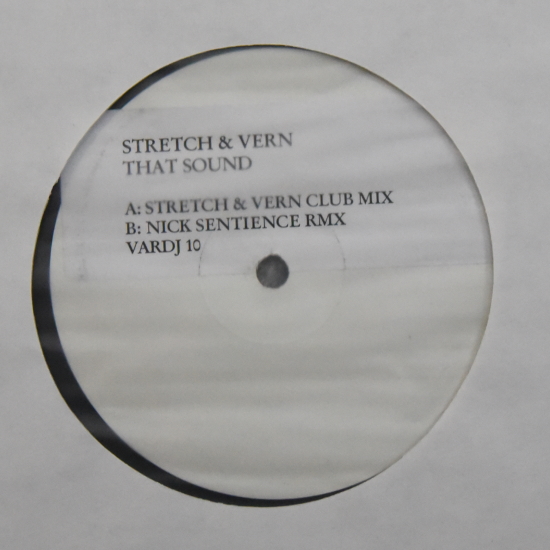 STRETCH & VERN
THAT SOUND
A: STRETCH & VERN CLUB MIX
B: NICK SENTIENCE RMX
VARDJ 10